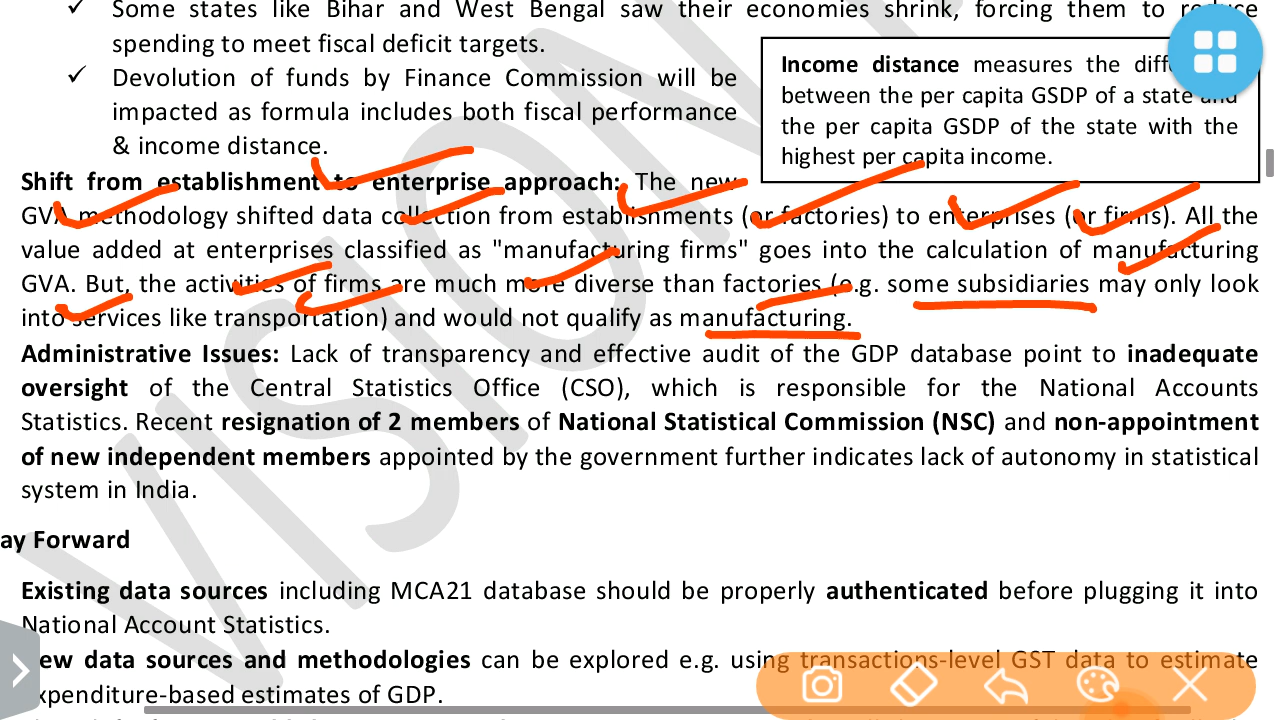 ✓ Some states like Bihar and West Bengal saw their economies shrink, forcing them to reduce
spending to meet fiscal deficit targets.
✓ Devolution of funds by Finance Commission will be
impacted as formula includes both fiscal performance
& income distance.
Income distance measures the
between the per capita GSDP of a state and
the per capita GSDP of the state with the
highest per capita income.
Shift from establishment to enterprise approach: The new
GVA methodology shifted data collection from establishments (or factories) to enterprises (or firms). All the
value added at enterprises classified as "manufacturing firms" goes into the calculation of manufacturing
GVA. But, the activities of firms are much more diverse than factories (e.g. some subsidiaries may only look
into services like transportation) and would not qualify as manufacturing.
Administrative Issues: Lack of transparency and effective audit of the GDP database point to inadequate
oversight of the Central Statistics Office (CSO), which is responsible for the National Accounts
Statistics. Recent resignation of 2 members of National Statistical Commission (NSC) and non-appointment
of new independent members appointed by the government further indicates lack of autonomy in statistical
system in India.
ay Forward
Existing data sources including MCA21 database should be properly authenticated before plugging it into
National Account Statistics.
ew data sources and methodologies can be explored e.g. using transactions-level GST data to estimate
xpenditure-based estimates of GDP.
VISION